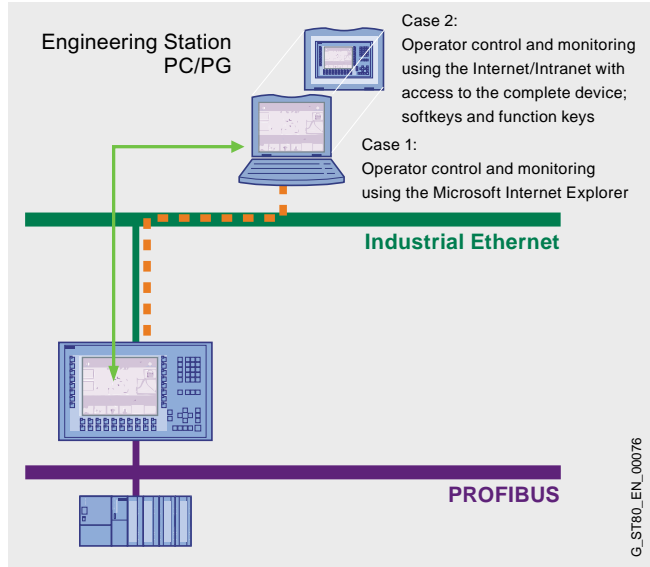 Engineering Station
PC/PG
Case 2:
Operator control and monitoring
using the Internet/Intranet with
access to the complete device;
softkeys and function keys
Case 1:
Operator control and monitoring
using the Microsoft Internet Explorer
Industrial Ethernet
PROFIBUS
G_ST80_EN_00076